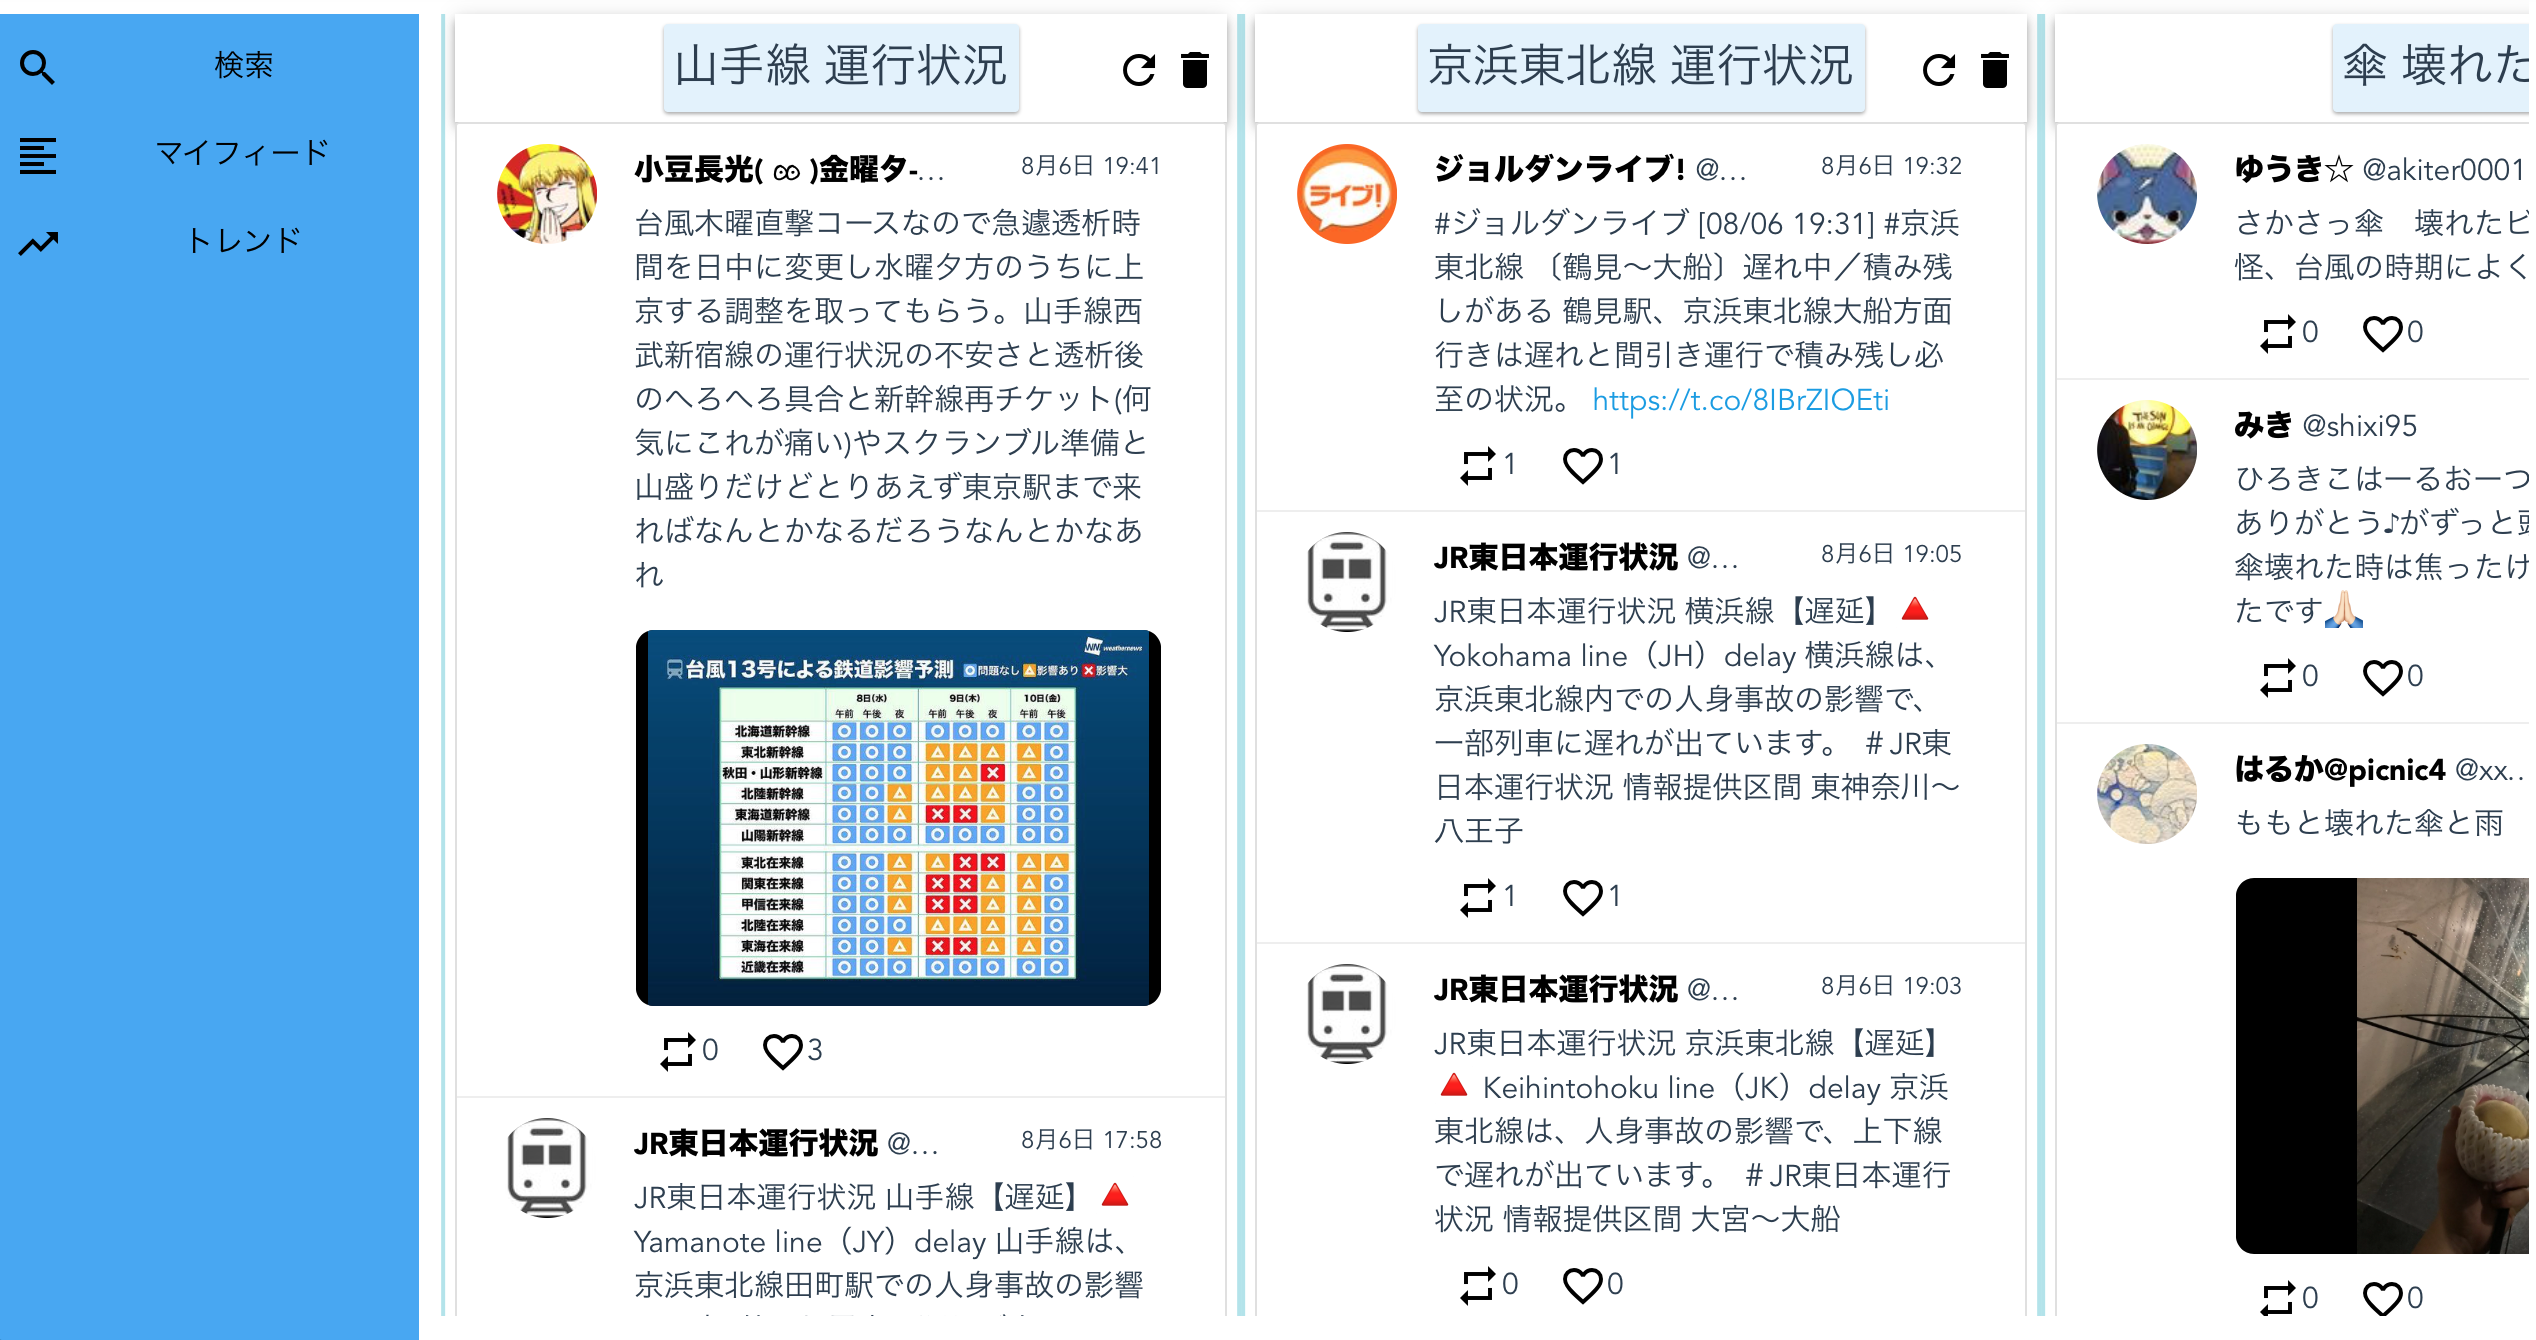 検索
マイフィード
トレンド
山手線 運行状況
小豆長光( ∞ )金曜タ-…
8月6日 19:41
台風木曜直撃コースなので急遽透析時
間を日中に変更し水曜夕方のうちに上
京する調整を取ってもらう。山手線西
武新宿線の運行状況の不安さと透析後
のへろへろ具合と新幹線再チケット(何
気にこれが痛い)やスクランブル準備と
山盛りだけどとりあえず東京駅まで来
ればなんとかなるだろうなんとかなあ
れ
weathernews
台風13号による鉄道影響予測 問題なし 影響あり 影響大
8日(水) 9日(木) 10日(金)
午前 午後 夜 午前 午後 夜 午前 午後
北海道新幹線
東北新幹線
秋田・山形新幹線
北陸新幹線
東海道新幹線
山陽新幹線
東北在来線
関東在来線
甲信在来線
北陸在来線
東海在来線
近畿在来線
0 3
JR東日本運行状況 @…
8月6日 17:58
JR東日本運行状況 山手線【遅延】🔺
Yamanote line（JY）delay 山手線は、
京浜東北線田町駅での人身事故の影響
京浜東北線 運行状況
ライブ!
ジョルダンライブ! @…
8月6日 19:32
#ジョルダンライブ [08/06 19:31] #京浜
東北線 〔鶴見〜大船〕遅れ中／積み残
しがある 鶴見駅、京浜東北線大船方面
行きは遅れと間引き運行で積み残し必
至の状況。 https://t.co/8IBrZIOEti
1 1
JR東日本運行状況 @…
8月6日 19:05
JR東日本運行状況 横浜線【遅延】🔺
Yokohama line（JH）delay 横浜線は、
京浜東北線内での人身事故の影響で、
一部列車に遅れが出ています。 ＃JR東
日本運行状況 情報提供区間 東神奈川〜
八王子
1 1
JR東日本運行状況 @…
8月6日 19:03
JR東日本運行状況 京浜東北線【遅延】
🔺 Keihintohoku line（JK）delay 京浜
東北線は、人身事故の影響で、上下線
で遅れが出ています。 ＃JR東日本運行
状況 情報提供区間 大宮〜大船
0 0
傘 壊れた
ゆうき☆ @akiter0001
さかさっ傘　壊れたビ
怪、台風の時期によく
0 0
THE SUN
IS AN ORANGE
みき @shixi95
ひろきこはーるおーつ
ありがとう♪がずっと
傘壊れた時は焦ったけ
たです🙏🏻
0 0
はるか@picnic4 @xx…
ももと壊れた傘と雨
0 0